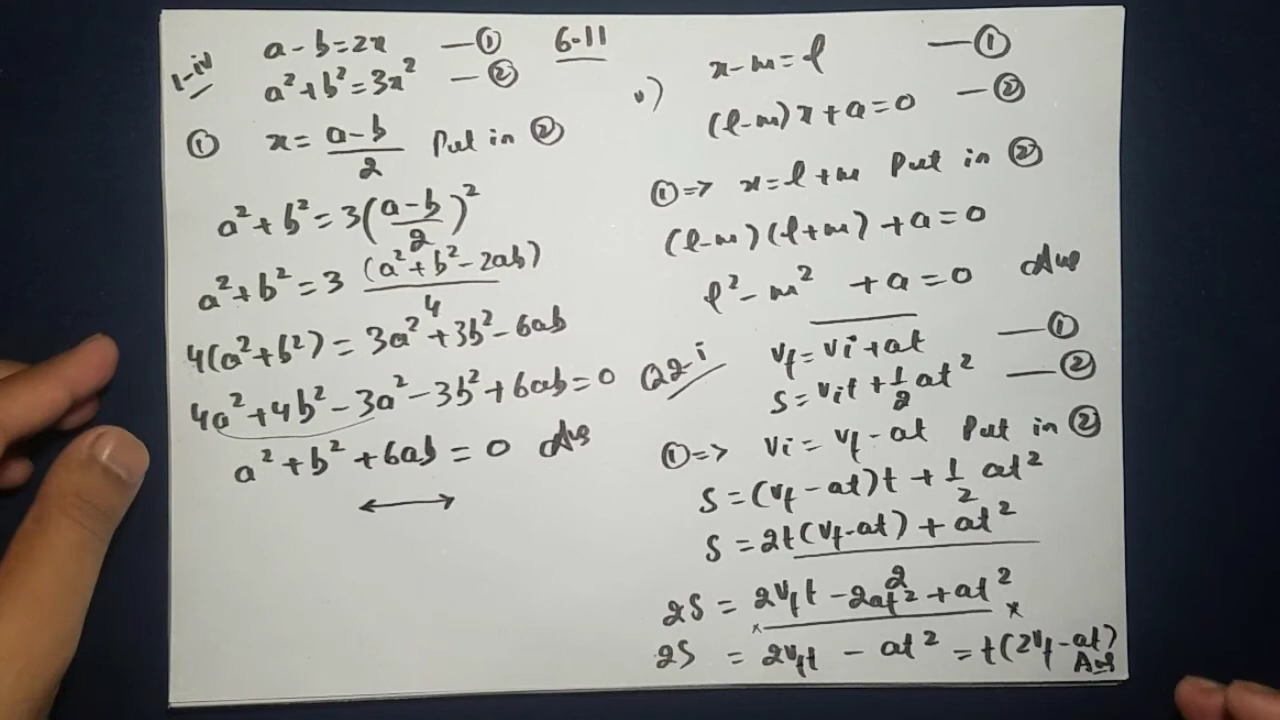 1-iv a - b = 2x —① 6.11
a² + b² = 3x² —②
① x = (a - b)/2 Put in ②
a² + b² = 3((a - b)/2)²
a² + b² = 3 (a² + b² - 2ab)/4
4(a² + b²) = 3a² + 3b² - 6ab
4a² + 4b² - 3a² - 3b² + 6ab = 0
a² + b² + 6ab = 0 Ans
v) x - m = l —①
(l - m) x + a = 0 —②
① => x = l + m Put in ②
(l - m)(l + m) + a = 0
l² - m² + a = 0 Ans
Q2 i vf = vi + at —①
S = vit + 1/2 at² —②
① => vi = vf - at Put in ②
S = (vf - at)t + 1/2 at²
S = (2t(vf - at) + at²)/2
2S = 2vft - 2at² + at²
2S = 2vft - at² = t(2vf - at)
Ans